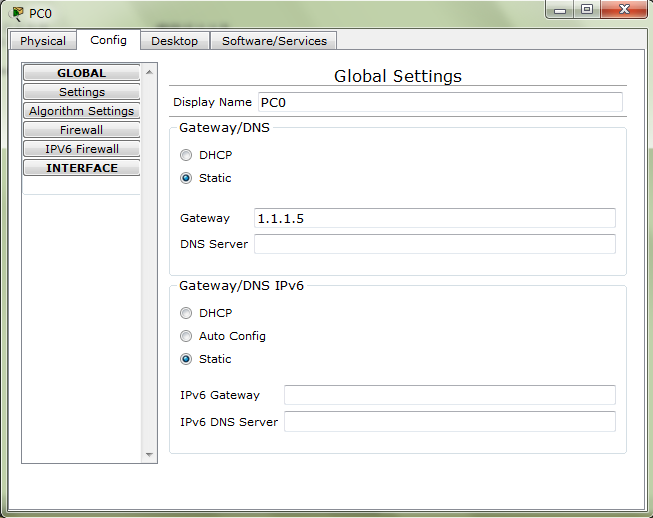 PC0
Physical Config Desktop Software/Services
GLOBAL
Settings
Algorithm Settings
Firewall
IPV6 Firewall
INTERFACE
Global Settings
Display Name PC0
Gateway/DNS
DHCP
Static
Gateway 1.1.1.5
DNS Server
Gateway/DNS IPv6
DHCP
Auto Config
Static
IPv6 Gateway
IPv6 DNS Server